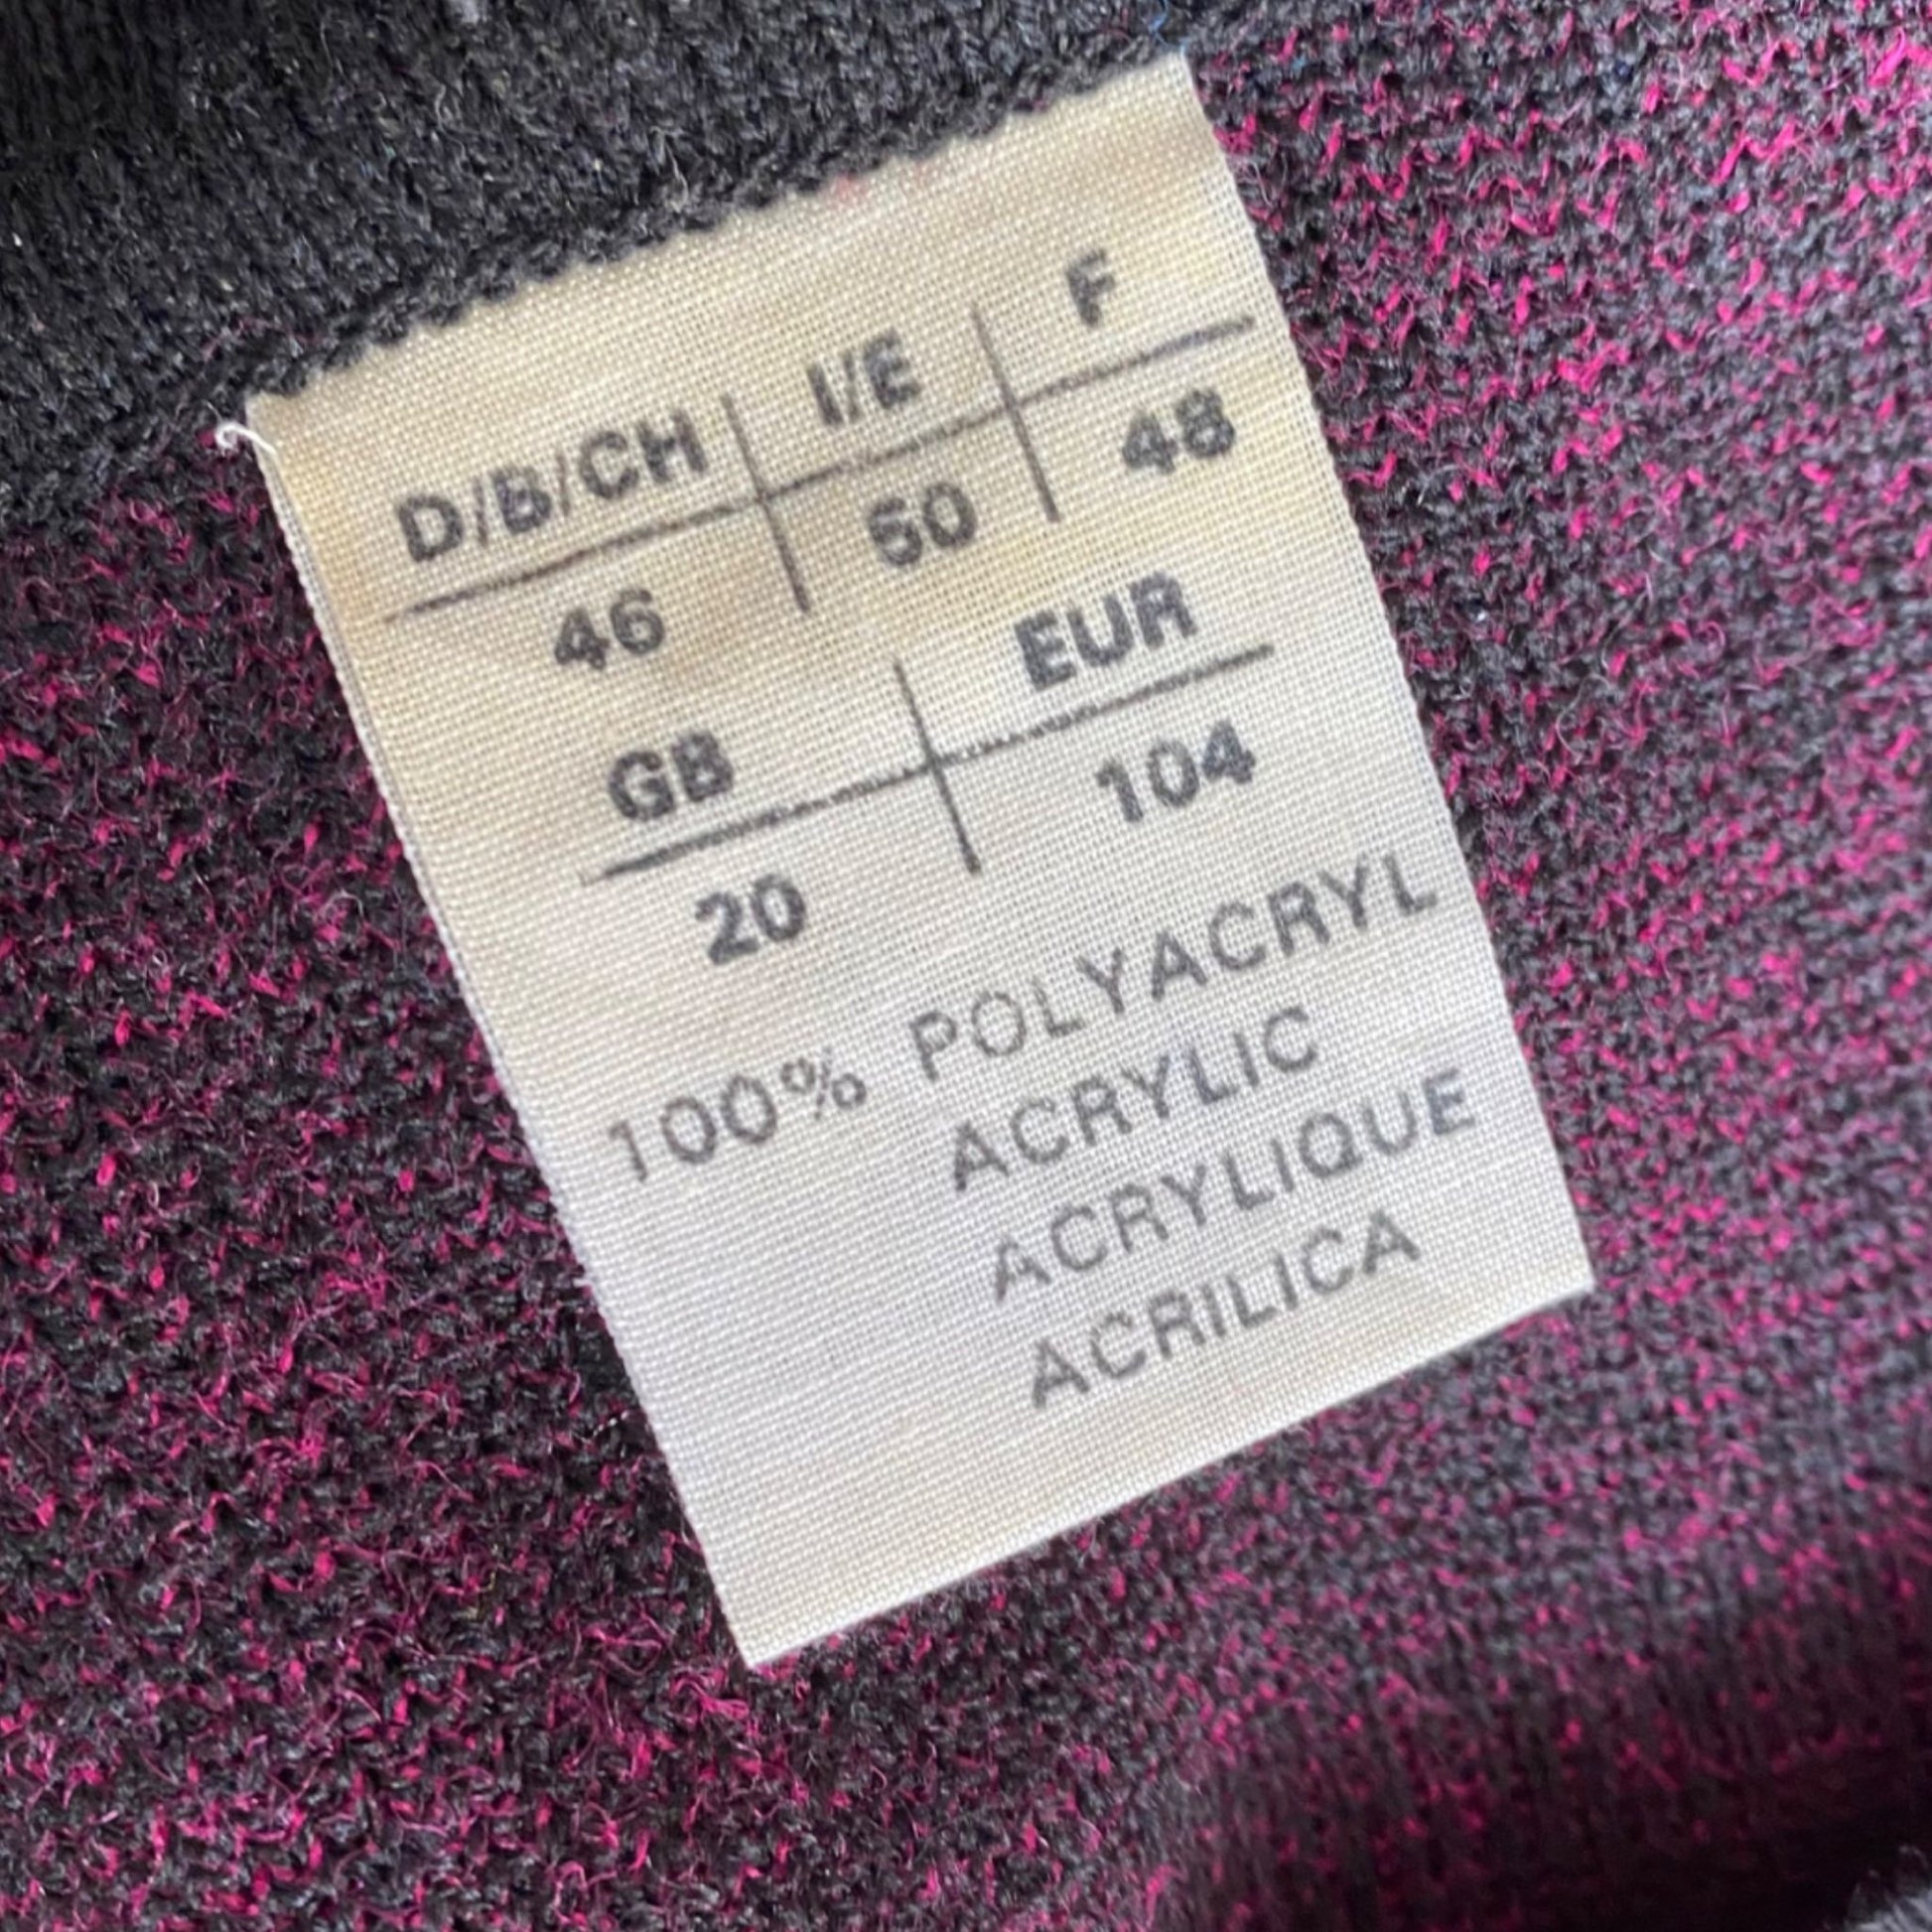 D/B/CH I/E F
46 50 48
GB EUR
20 104
100% POLYACRYL
ACRYLIC
ACRYLIQUE
ACRILICA